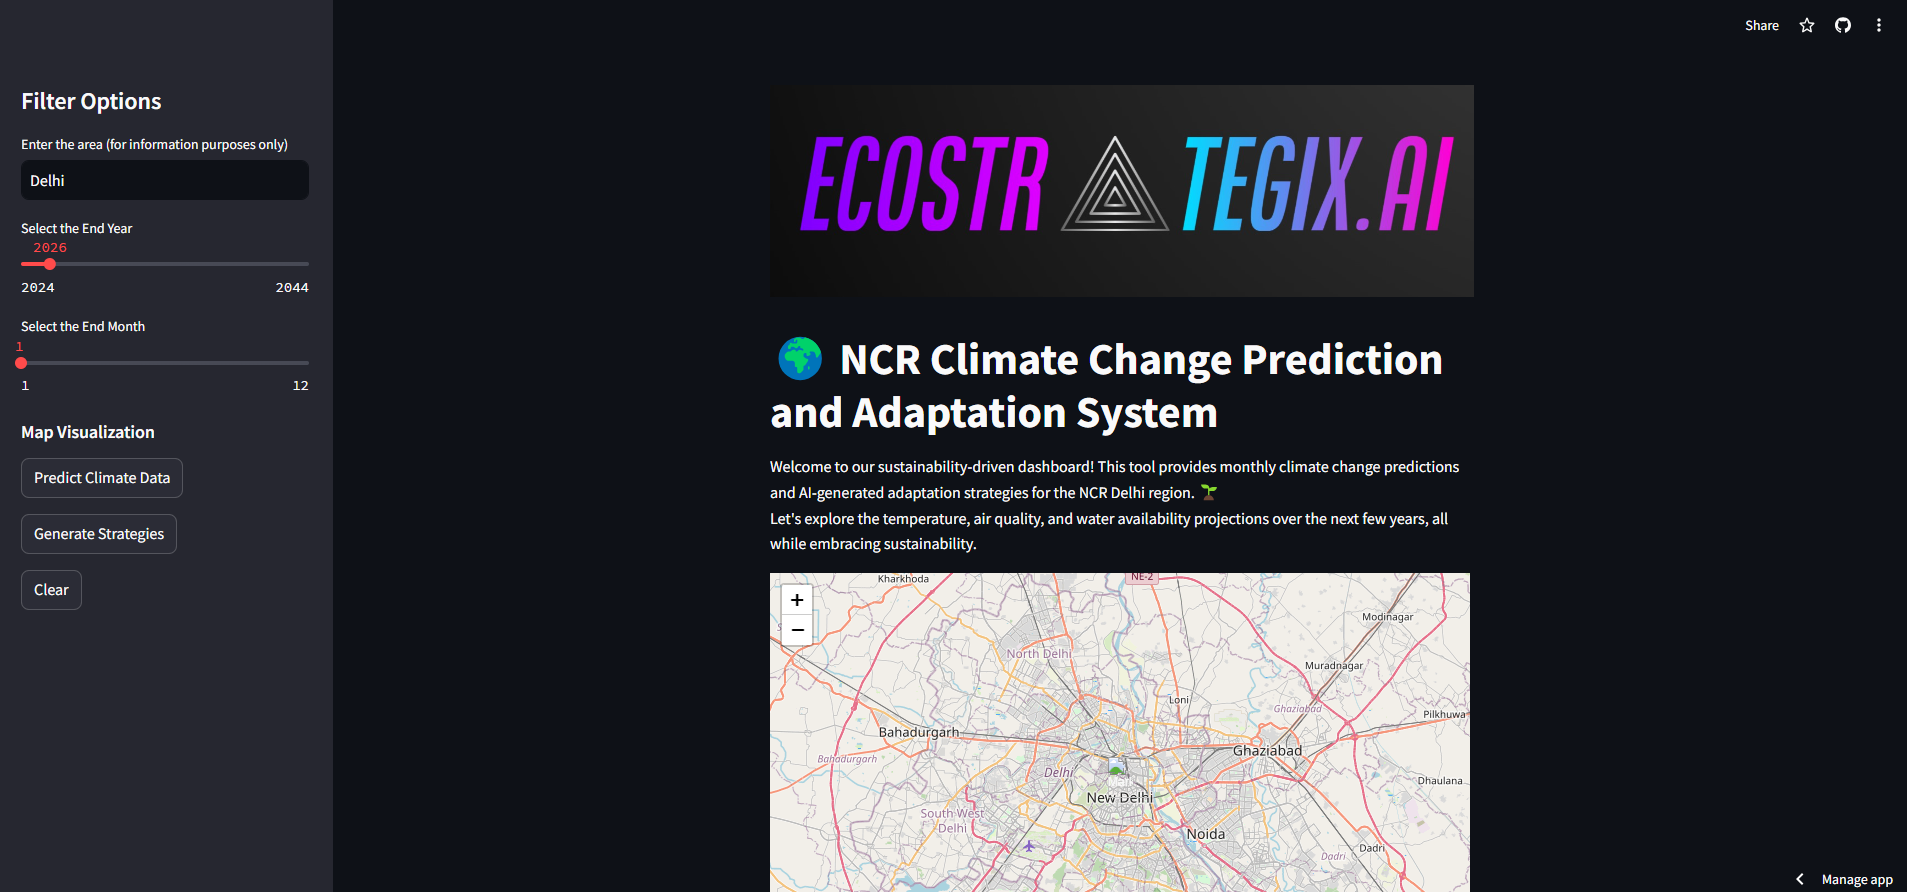 Share
Filter Options
Enter the area (for information purposes only)
Delhi
Select the End Year
2026
2024 2044
Select the End Month
1
1 12
Map Visualization
Predict Climate Data
Generate Strategies
Clear
ECOSTR TEGIX.AI
🌍 NCR Climate Change Prediction
and Adaptation System
Welcome to our sustainability-driven dashboard! This tool provides monthly climate change predictions
and AI-generated adaptation strategies for the NCR Delhi region. 🌱
Let's explore the temperature, air quality, and water availability projections over the next few years, all
while embracing sustainability.
+
−
Kharkhoda
NE-2
Modinagar
North Delhi
Muradnagar
Loni
Ghaziabad
Pilkhuwa
Bahadurgarh
Ghaziabad
Bahadurgarh
Delhi
Dhaulana
New Delhi
South West
Delhi
Noida
Dadri
Dadri
Manage app